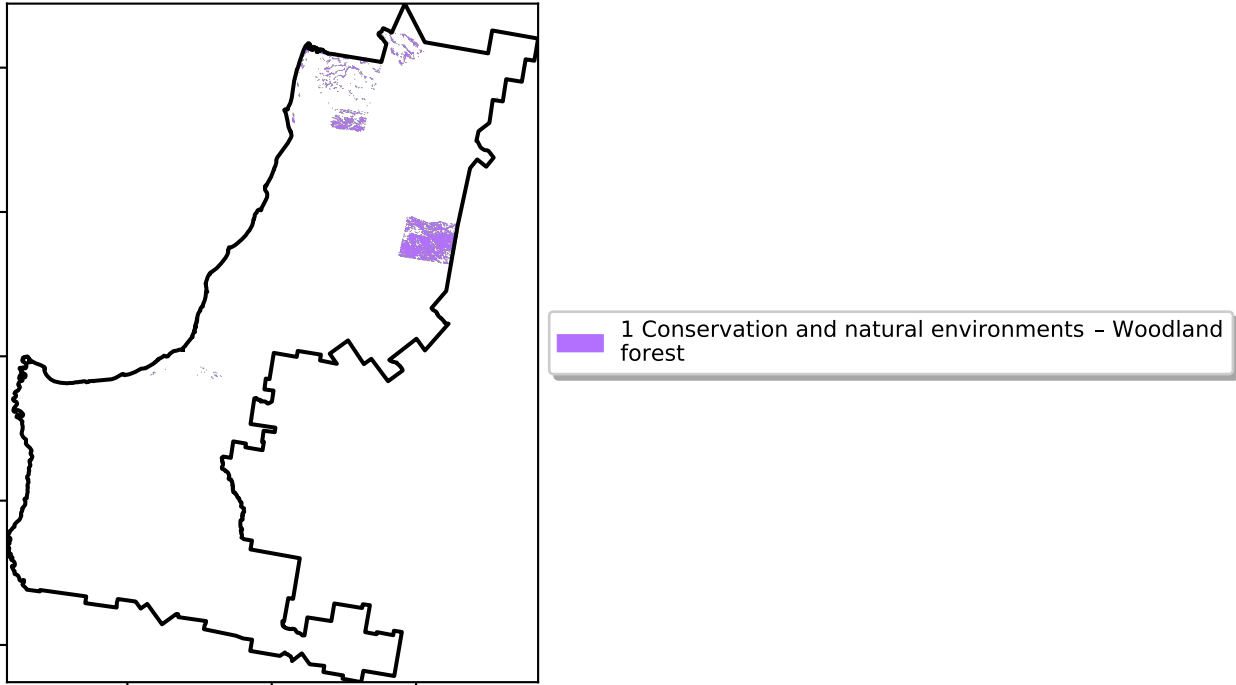 1 Conservation and natural environments – Woodland
forest